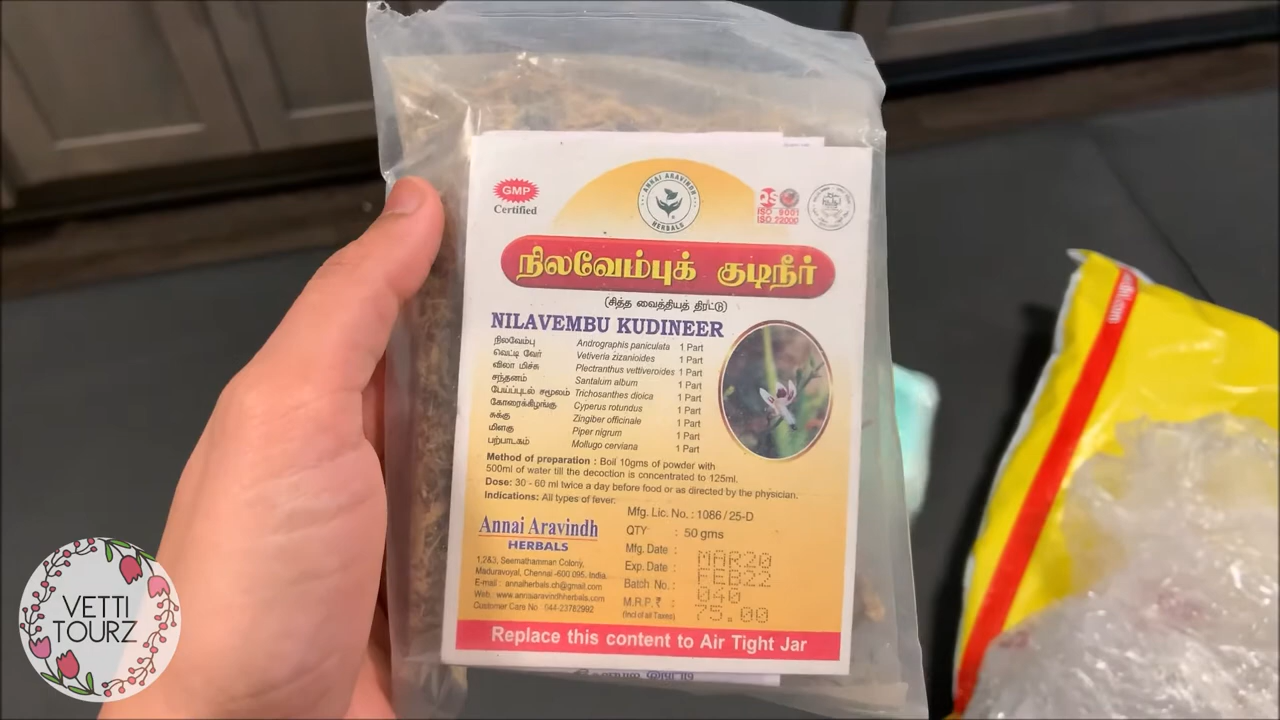 GMP
Certified
ANNAI ARAVINDH
HERBALS
QS
ISO 9001
ISO 22000
நிலவேம்புக் குடிநீர்
(சித்த வைத்தியத் திரட்டு)
NILAVEMBU KUDINEER
நிலவேம்பு Andrographis paniculata 1 Part
வெட்டி வேர் Vetiveria zizanioides 1 Part
விலா மிச்சு Plectranthus vettiveroides 1 Part
சந்தனம் Santalum album 1 Part
பேய்ப்புடல் சமூலம் Trichosanthes dioica 1 Part
கோரைக்கிழங்கு Cyperus rotundus 1 Part
சுக்கு Zingiber officinale 1 Part
மிளகு Piper nigrum 1 Part
பற்பாடகம் Mollugo cerviana 1 Part
Method of preparation : Boil 10gms of powder with
500ml of water till the decoction is concentrated to 125ml.
Dose: 30 - 60 ml twice a day before food or as directed by the physician.
Indications: All types of fever.
Annai Aravindh
HERBALS
1,2&3, Seemathamman Colony,
Maduravoyal, Chennai -600 095. India.
E-mail : annaiherbals.ch@gmail.com
Web : www.annaiaravindhherbals.com
Customer Care No 044-23782992
Mfg. Lic. No. : 1086 / 25-D
QTY : 50 gms
Mfg. Date : MAR20
Exp. Date : FEB22
Batch No. : 040
M.R.P. ₹ : 75.00
(Incl of all Taxes)
Replace this content to Air Tight Jar
VETTI
TOURZ